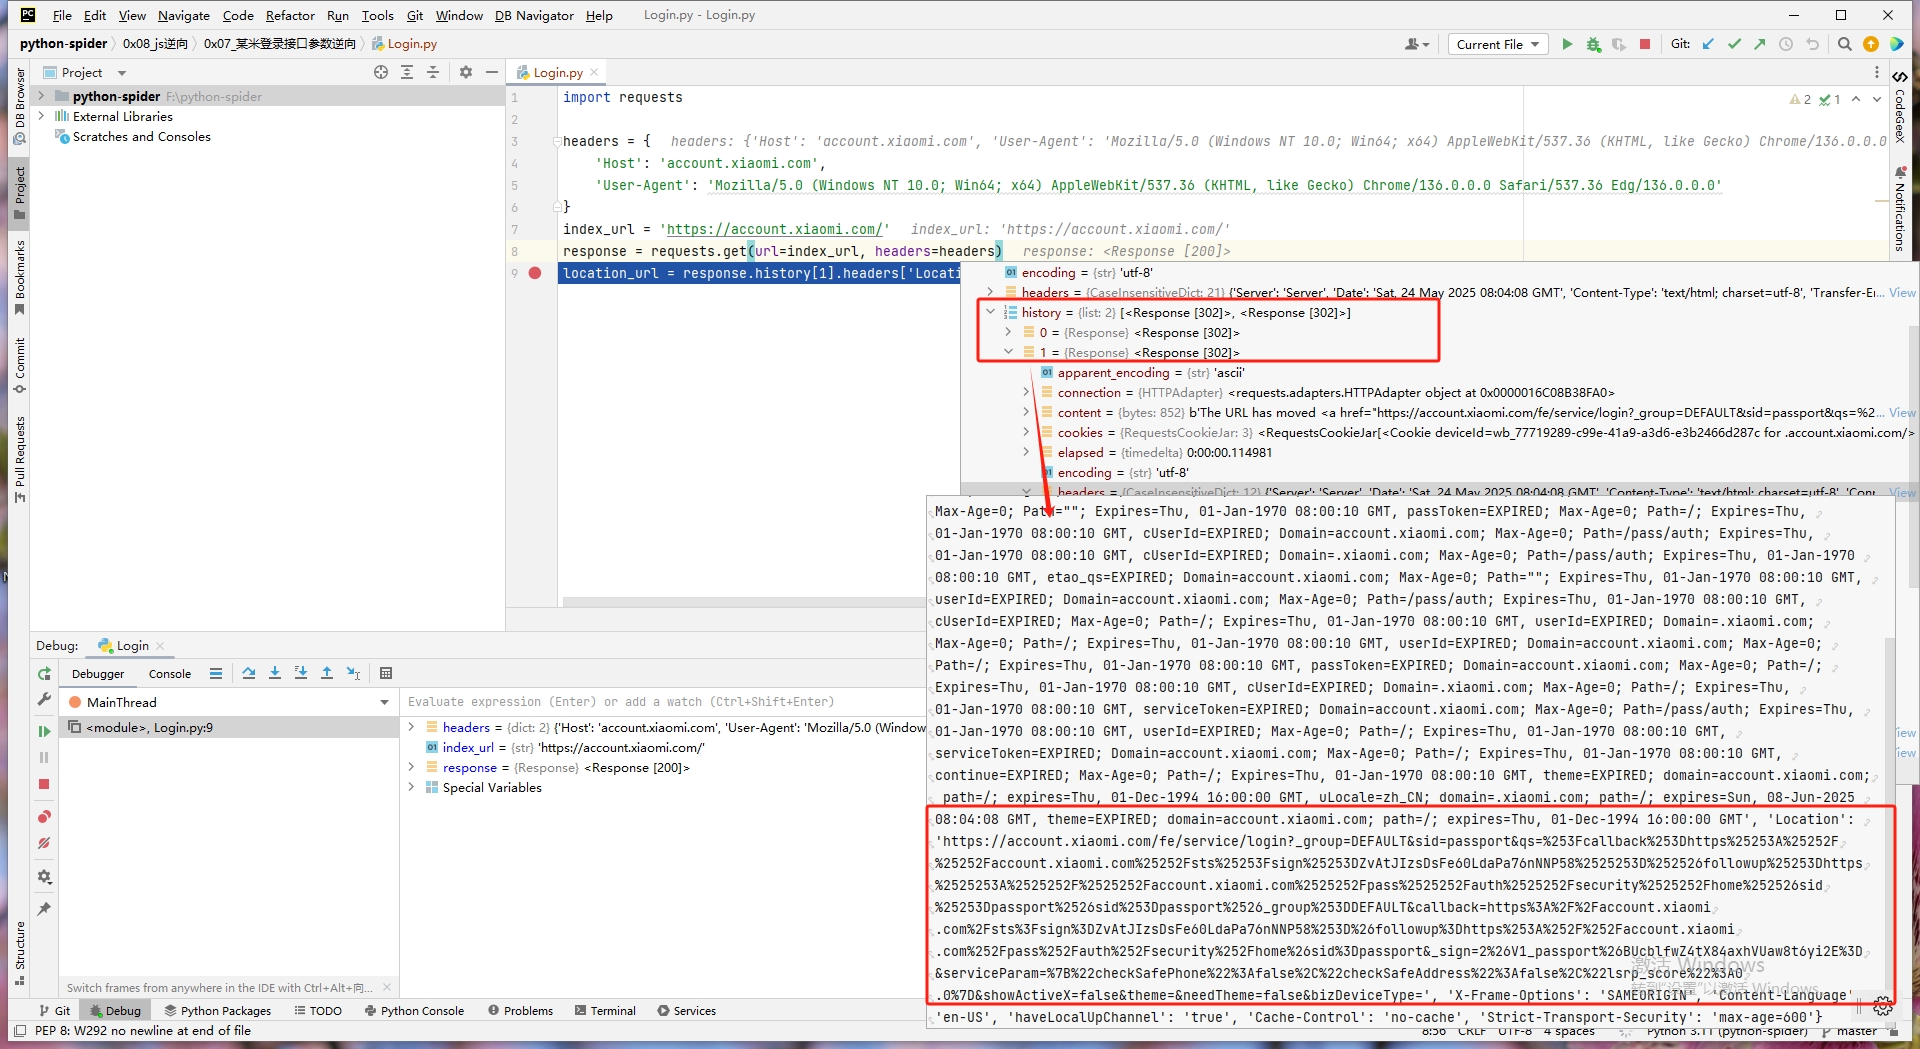 File Edit View Navigate Code Refactor Run Tools Git Window DB Navigator Help Login.py - Login.py
python-spider 0x08_js逆向 0x07_某米登录接口参数逆向 Login.py Current File Git:
DB Browser
Project
Bookmarks
Commit
Pull Requests
Structure
Project
python-spider F:\python-spider
External Libraries
Scratches and Consoles
Login.py
2 1
1 import requests
2
3 headers = { headers: {'Host': 'account.xiaomi.com', 'User-Agent': 'Mozilla/5.0 (Windows NT 10.0; Win64; x64) AppleWebKit/537.36 (KHTML, like Gecko) Chrome/136.0.0.0
4 'Host': 'account.xiaomi.com',
5 'User-Agent': 'Mozilla/5.0 (Windows NT 10.0; Win64; x64) AppleWebKit/537.36 (KHTML, like Gecko) Chrome/136.0.0.0 Safari/537.36 Edg/136.0.0.0'
6 }
7 index_url = 'https://account.xiaomi.com/' index_url: 'https://account.xiaomi.com/'
8 response = requests.get(url=index_url, headers=headers) response: <Response [200]>
9 location_url = response.history[1].headers['Locati
CodeGeeX
Notifications
encoding = {str} 'utf-8'
headers = {CaseInsensitiveDict: 21} {'Server': 'Server', 'Date': 'Sat, 24 May 2025 08:04:08 GMT', 'Content-Type': 'text/html; charset=utf-8', 'Transfer-E... View
history = {list: 2} [<Response [302]>, <Response [302]>]
0 = {Response} <Response [302]>
1 = {Response} <Response [302]>
apparent_encoding = {str} 'ascii'
connection = {HTTPAdapter} <requests.adapters.HTTPAdapter object at 0x0000016C08B38FA0>
content = {bytes: 852} b'The URL has moved <a href="https://account.xiaomi.com/fe/service/login?_group=DEFAULT&sid=passport&qs=%2... View
cookies = {RequestsCookieJar: 3} <RequestsCookieJar[<Cookie deviceId=wb_77719289-c99e-41a9-a3d6-e3b2466d287c for .account.xiaomi.com/>
elapsed = {timedelta} 0:00:00.114981
encoding = {str} 'utf-8'
headers = {CaseInsensitiveDict: 12} {'Server': 'Server', 'Date': 'Sat, 24 May 2025 08:04:08 GMT', 'Content-Type': 'text/html; charset=utf-8', 'Con... View
Max-Age=0; Path=""; Expires=Thu, 01-Jan-1970 08:00:10 GMT, passToken=EXPIRED; Max-Age=0; Path=/; Expires=Thu,
01-Jan-1970 08:00:10 GMT, cUserId=EXPIRED; Domain=account.xiaomi.com; Max-Age=0; Path=/pass/auth; Expires=Thu,
01-Jan-1970 08:00:10 GMT, cUserId=EXPIRED; Domain=.xiaomi.com; Max-Age=0; Path=/pass/auth; Expires=Thu, 01-Jan-1970
08:00:10 GMT, etao_qs=EXPIRED; Domain=account.xiaomi.com; Max-Age=0; Path=""; Expires=Thu, 01-Jan-1970 08:00:10 GMT,
userId=EXPIRED; Domain=account.xiaomi.com; Max-Age=0; Path=/pass/auth; Expires=Thu, 01-Jan-1970 08:00:10 GMT,
cUserId=EXPIRED; Max-Age=0; Path=/; Expires=Thu, 01-Jan-1970 08:00:10 GMT, userId=EXPIRED; Domain=.xiaomi.com;
Max-Age=0; Path=/; Expires=Thu, 01-Jan-1970 08:00:10 GMT, userId=EXPIRED; Domain=account.xiaomi.com; Max-Age=0;
Path=/; Expires=Thu, 01-Jan-1970 08:00:10 GMT, passToken=EXPIRED; Domain=account.xiaomi.com; Max-Age=0; Path=/;
Expires=Thu, 01-Jan-1970 08:00:10 GMT, cUserId=EXPIRED; Domain=.xiaomi.com; Max-Age=0; Path=/; Expires=Thu,
01-Jan-1970 08:00:10 GMT, serviceToken=EXPIRED; Domain=account.xiaomi.com; Max-Age=0; Path=/pass/auth; Expires=Thu,
01-Jan-1970 08:00:10 GMT, userId=EXPIRED; Max-Age=0; Path=/; Expires=Thu, 01-Jan-1970 08:00:10 GMT,
serviceToken=EXPIRED; Domain=account.xiaomi.com; Max-Age=0; Path=/; Expires=Thu, 01-Jan-1970 08:00:10 GMT,
continue=EXPIRED; Max-Age=0; Path=/; Expires=Thu, 01-Jan-1970 08:00:10 GMT, theme=EXPIRED; domain=account.xiaomi.com;
path=/; expires=Thu, 01-Dec-1994 16:00:00 GMT, uLocale=zh_CN; domain=.xiaomi.com; path=/; expires=Sun, 08-Jun-2025
08:04:08 GMT, theme=EXPIRED; domain=account.xiaomi.com; path=/; expires=Thu, 01-Dec-1994 16:00:00 GMT', 'Location':
'https://account.xiaomi.com/fe/service/login?_group=DEFAULT&sid=passport&qs=%253Fcallback%253Dhttps%25253A%25252F
%25252Faccount.xiaomi.com%25252Fsts%25253Fsign%25253DZvAtJIzsDsFe60LdaPa76nNNP58%2525253D%252526followup%25253Dhttps
%2525253A%2525252F%2525252Faccount.xiaomi.com%2525252Fpass%2525252Fauth%2525252Fsecurity%2525252Fhome%252526sid
%25253Dpassport%2526sid%253Dpassport%2526_group%253DDEFAULT&callback=https%3A%2F%2Faccount.xiaomi
.com%2Fsts%3Fsign%3DZvAtJIzsDsFe60LdaPa76nNNP58%253D%26followup%3Dhttps%253A%252F%252Faccount.xiaomi
.com%252Fpass%252Fauth%252Fsecurity%252Fhome%26sid%3Dpassport&_sign=2%26V1_passport%26BUcblfwZ4tX84axhVUaw8t6yi2E%3D
&serviceParam=%7B%22checkSafePhone%22%3Afalse%2C%22checkSafeAddress%22%3Afalse%2C%22lsrp_score%22%3A0
.0%7D&showActiveX=false&theme=&needTheme=false&bizDeviceType=', 'X-Frame-Options': 'SAMEORIGIN', 'Content-Language'
'en-US', 'haveLocalUpChannel': 'true', 'Cache-Control': 'no-cache', 'Strict-Transport-Security': 'max-age=600'}
iew
iew
激活 Windows
转到"设置"以激活 Windows。
Debug: Login
Debugger Console
MainThread
<module>, Login.py:9
Evaluate expression (Enter) or add a watch (Ctrl+Shift+Enter)
headers = {dict: 2} {'Host': 'account.xiaomi.com', 'User-Agent': 'Mozilla/5.0 (Window
index_url = {str} 'https://account.xiaomi.com/'
response = {Response} <Response [200]>
Special Variables
Switch frames from anywhere in the IDE with Ctrl+Alt+向...
Git Debug Python Packages TODO Python Console Problems Terminal Services
PEP 8: W292 no newline at end of file
8:56 CRLF UTF-8 4 spaces Python 3.11 (python-spider) master